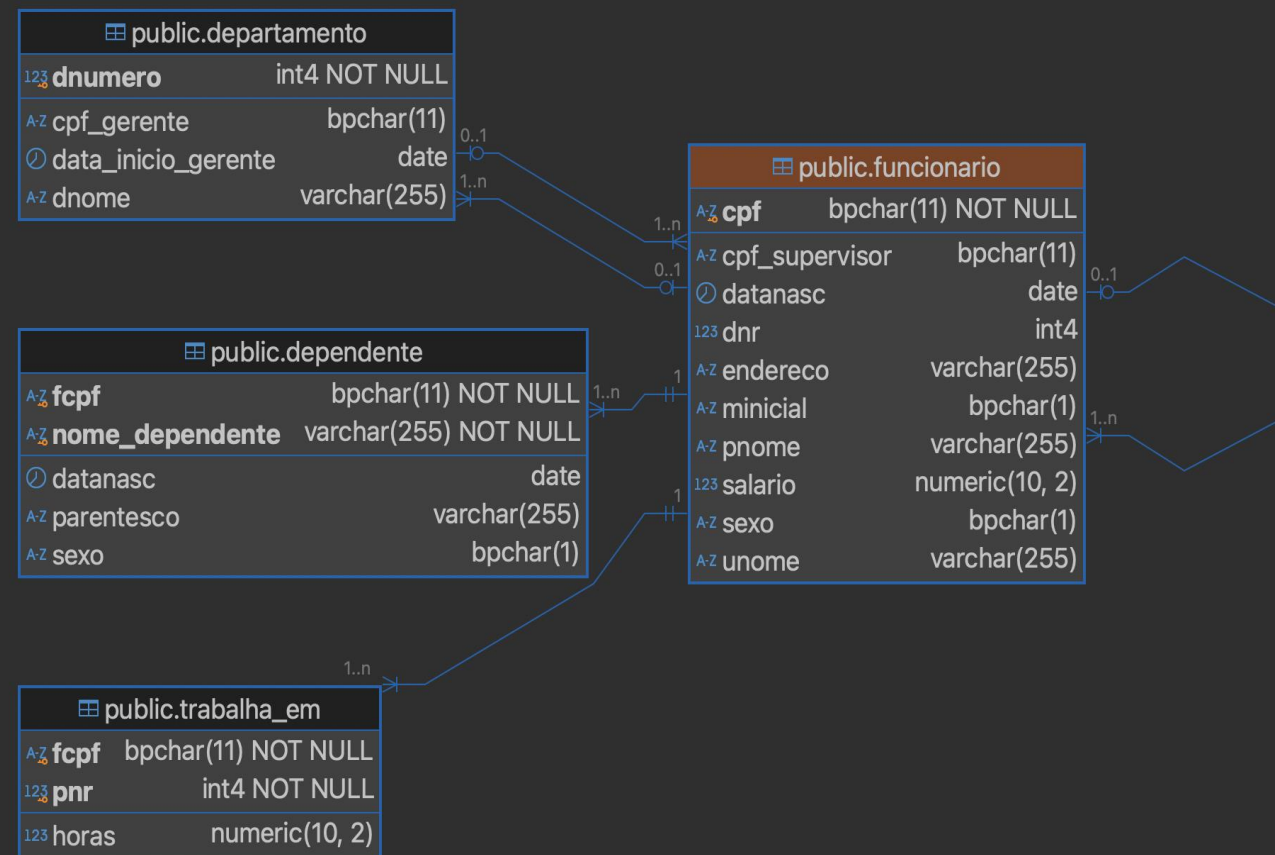 public.departamento
123 dnumero int4 NOT NULL
A-Z cpf_gerente bpchar(11)
data_inicio_gerente date
A-Z dnome varchar(255)
0..1
1..n
1..n
0..1
public.funcionario
A-Z cpf bpchar(11) NOT NULL
A-Z cpf_supervisor bpchar(11)
datanasc date
123 dnr int4
A-Z endereco varchar(255)
A-Z minicial bpchar(1)
A-Z pnome varchar(255)
123 salario numeric(10, 2)
A-Z sexo bpchar(1)
A-Z unome varchar(255)
0..1
1..n
public.dependente
A-Z fcpf bpchar(11) NOT NULL
A-Z nome_dependente varchar(255) NOT NULL
datanasc date
A-Z parentesco varchar(255)
A-Z sexo bpchar(1)
1..n
1
1
1..n
public.trabalha_em
A-Z fcpf bpchar(11) NOT NULL
123 pnr int4 NOT NULL
123 horas numeric(10, 2)